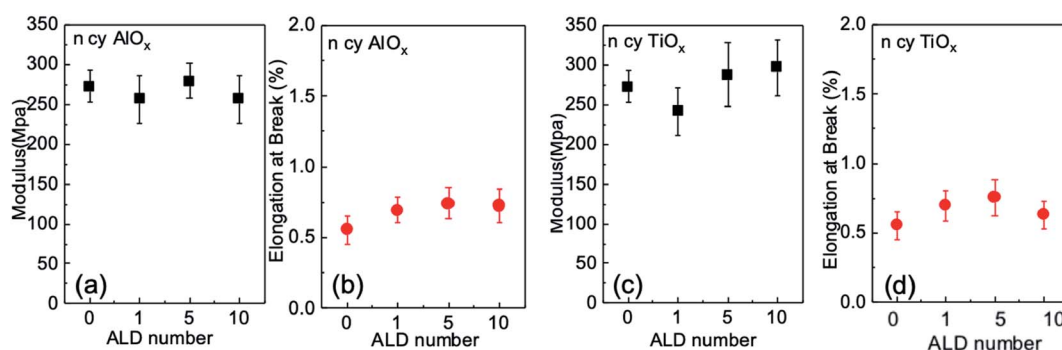 350
300
250
200
150
100
50
0
Modulus(Mpa)
n cy AlOₓ
(a)
0 1 5 10
ALD number
2.0
1.5
1.0
0.5
0.0
Elongation at Break (%)
n cy AlOₓ
(b)
0 1 5 10
ALD number
350
300
250
200
150
100
50
0
Modulus(Mpa)
n cy TiOₓ
(c)
0 1 5 10
ALD number
2.0
1.5
1.0
0.5
0.0
Elongation at Break (%)
n cy TiOₓ
(d)
0 1 5 10
ALD number